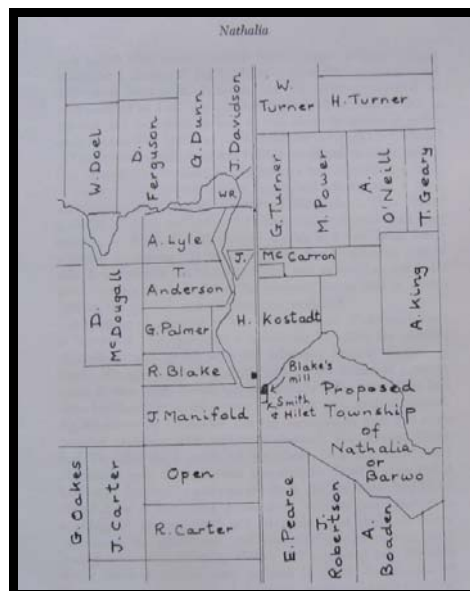 Nathalia
W. Doel
D. Ferguson
G. Dunn
J. Davidson
W.
Turner
H. Turner
WR
G. Turner
M. Power
A.
O'Neill
T. Geary
A. Lyle
J.
McCarron
D.
McDougall
T.
Anderson
A. King
G. Palmer
H.
Kostadt
R. Blake
Blake's
mill
Smith
& Hilet
J. Manifold
Proposed
Township
of
Nathalia
or
Barwo
G. Oakes
J. Carter
Open
R. Carter
E. Pearce
J.
Robertson
A.
Boaden